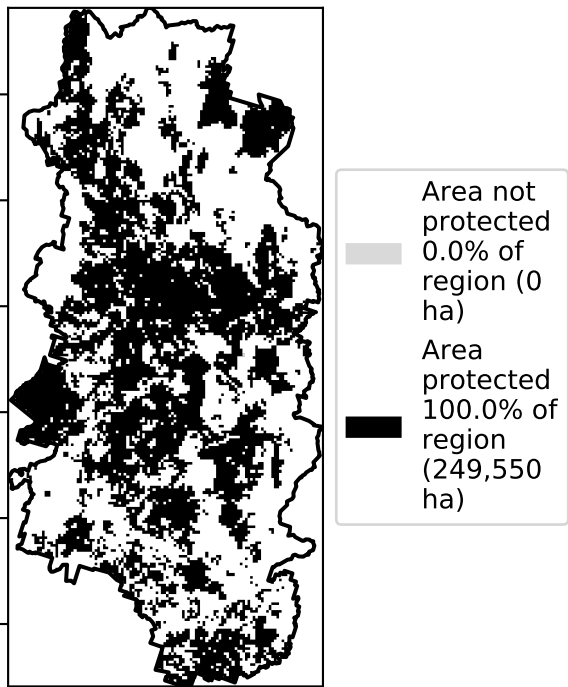 Area not
protected
0.0% of
region (0
ha)
Area
protected
100.0% of
region
(249,550
ha)